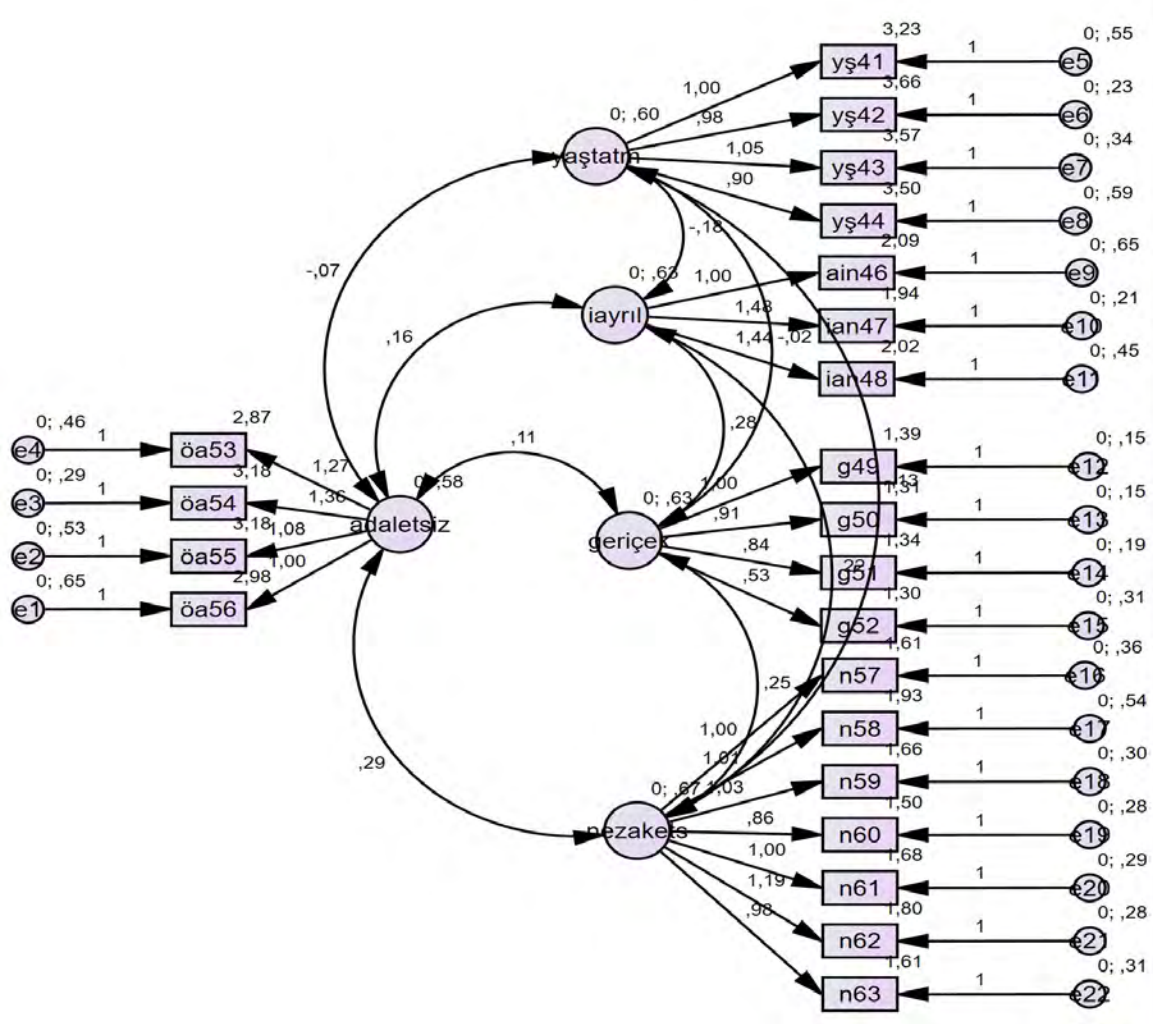 3,23
0; ,55
yş41
1
e5
1,00
3,66
0; ,23
0; ,60
,98
yş42
1
e6
yaştatm
3,57
0; ,34
1,05
yş43
1
e7
,90
3,50
0; ,59
yş44
1
e8
-,18
2,09
0; ,65
-,07
0; ,63
1,00
ain46
1
e9
iayrıl
1,94
0; ,21
1,48
ian47
1
e10
,16
1,44
-,02
2,02
0; ,45
ian48
1
e11
0; ,46
2,87
,28
1,39
0; ,15
e4
1
öa53
,11
g49
1
e12
0; ,29
3,18
1,27
0; ,58
0; ,63
1,00
,13
1,31
0; ,15
e3
1
öa54
1,36
adaletsiz
,91
g50
1
e13
0; ,53
3,18
1,08
geriçek
,84
1,34
0; ,19
e2
1
öa55
1,00
,53
,22
g51
1
e14
0; ,65
2,98
1,30
0; ,31
e1
1
öa56
g52
1
e15
1,61
0; ,36
,25
n57
1
e16
1,00
1,93
0; ,54
1,01
n58
1
e17
,29
1,66
0; ,30
0; ,67
1,03
n59
1
e18
nezakets
,86
1,50
0; ,28
n60
1
e19
1,00
1,68
0; ,29
1,19
n61
1
e20
,98
1,80
0; ,28
n62
1
e21
1,61
0; ,31
n63
1
e22